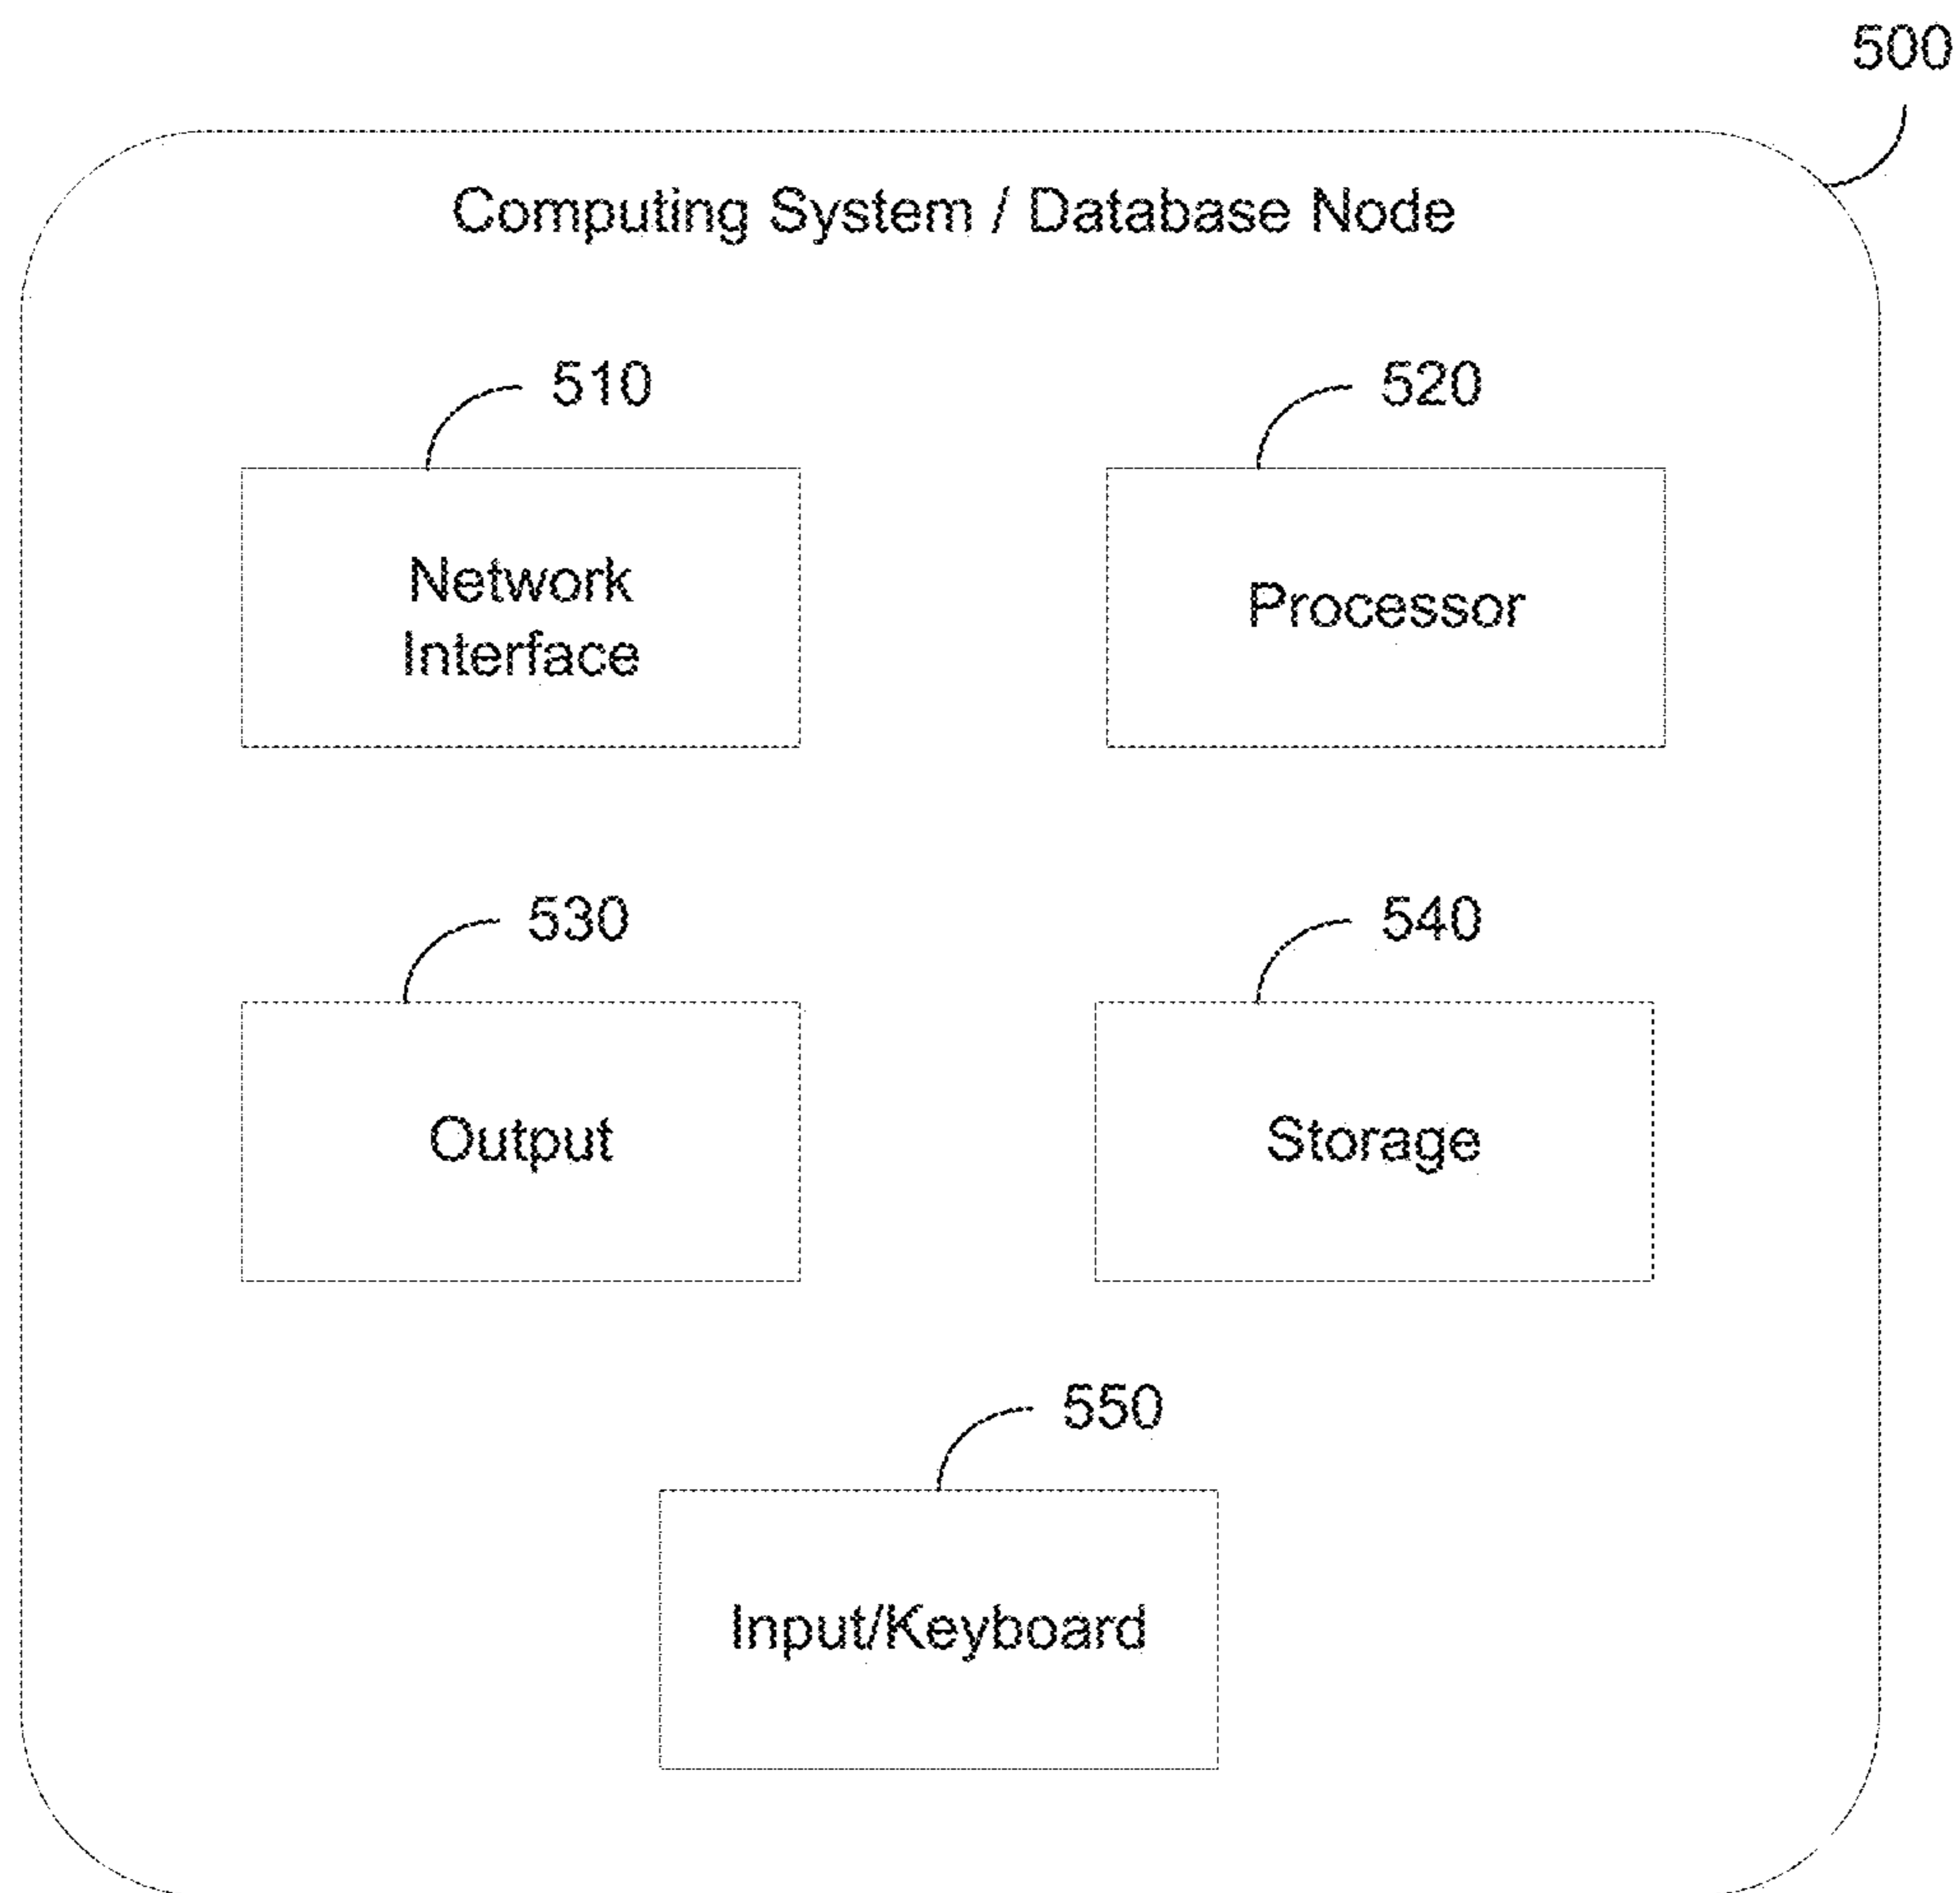 500
Computing System / Database Node
510
520
Network
Interface
Processor
530
540
Output
Storage
550
Input/Keyboard